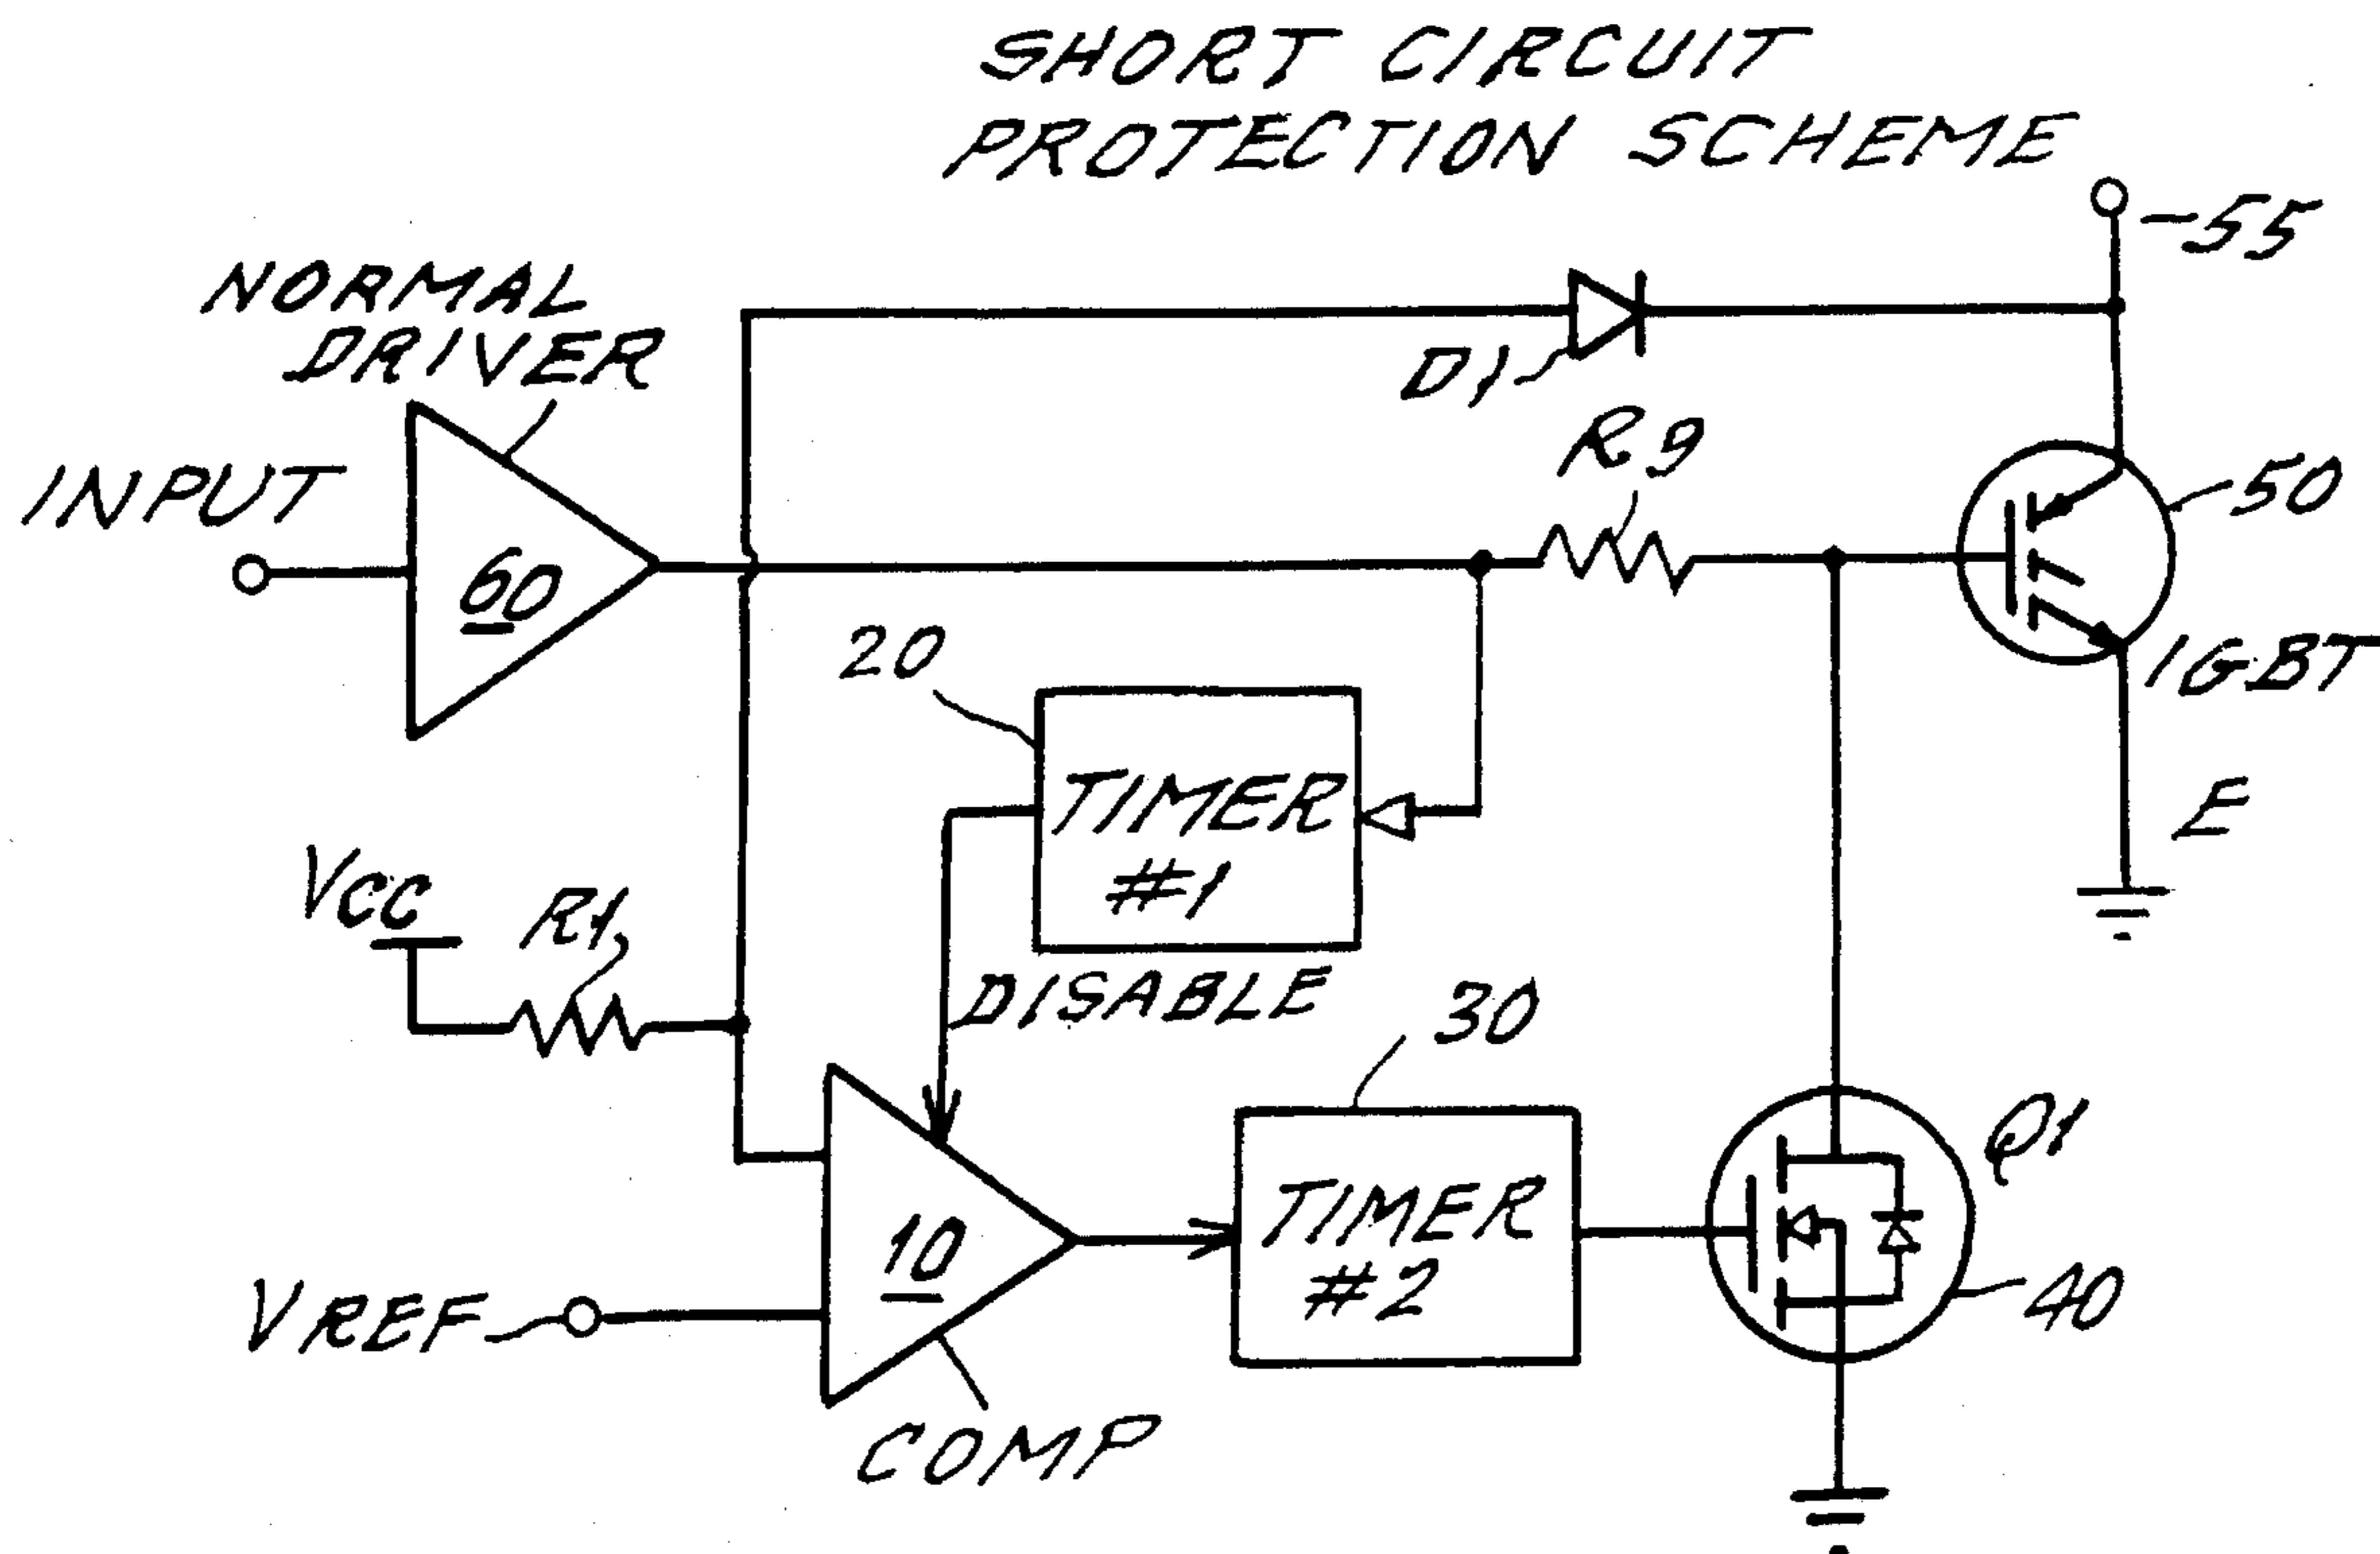 SHORT CIRCUIT
PROTECTION SCHEME
-55
NORMAL
DRIVER
D1
R9
INPUT
50
60
20
IGBT
TIMER
#1
E
VCC
R1
DISABLE
30
Q1
10
TIMER
#2
40
VREF
COMP